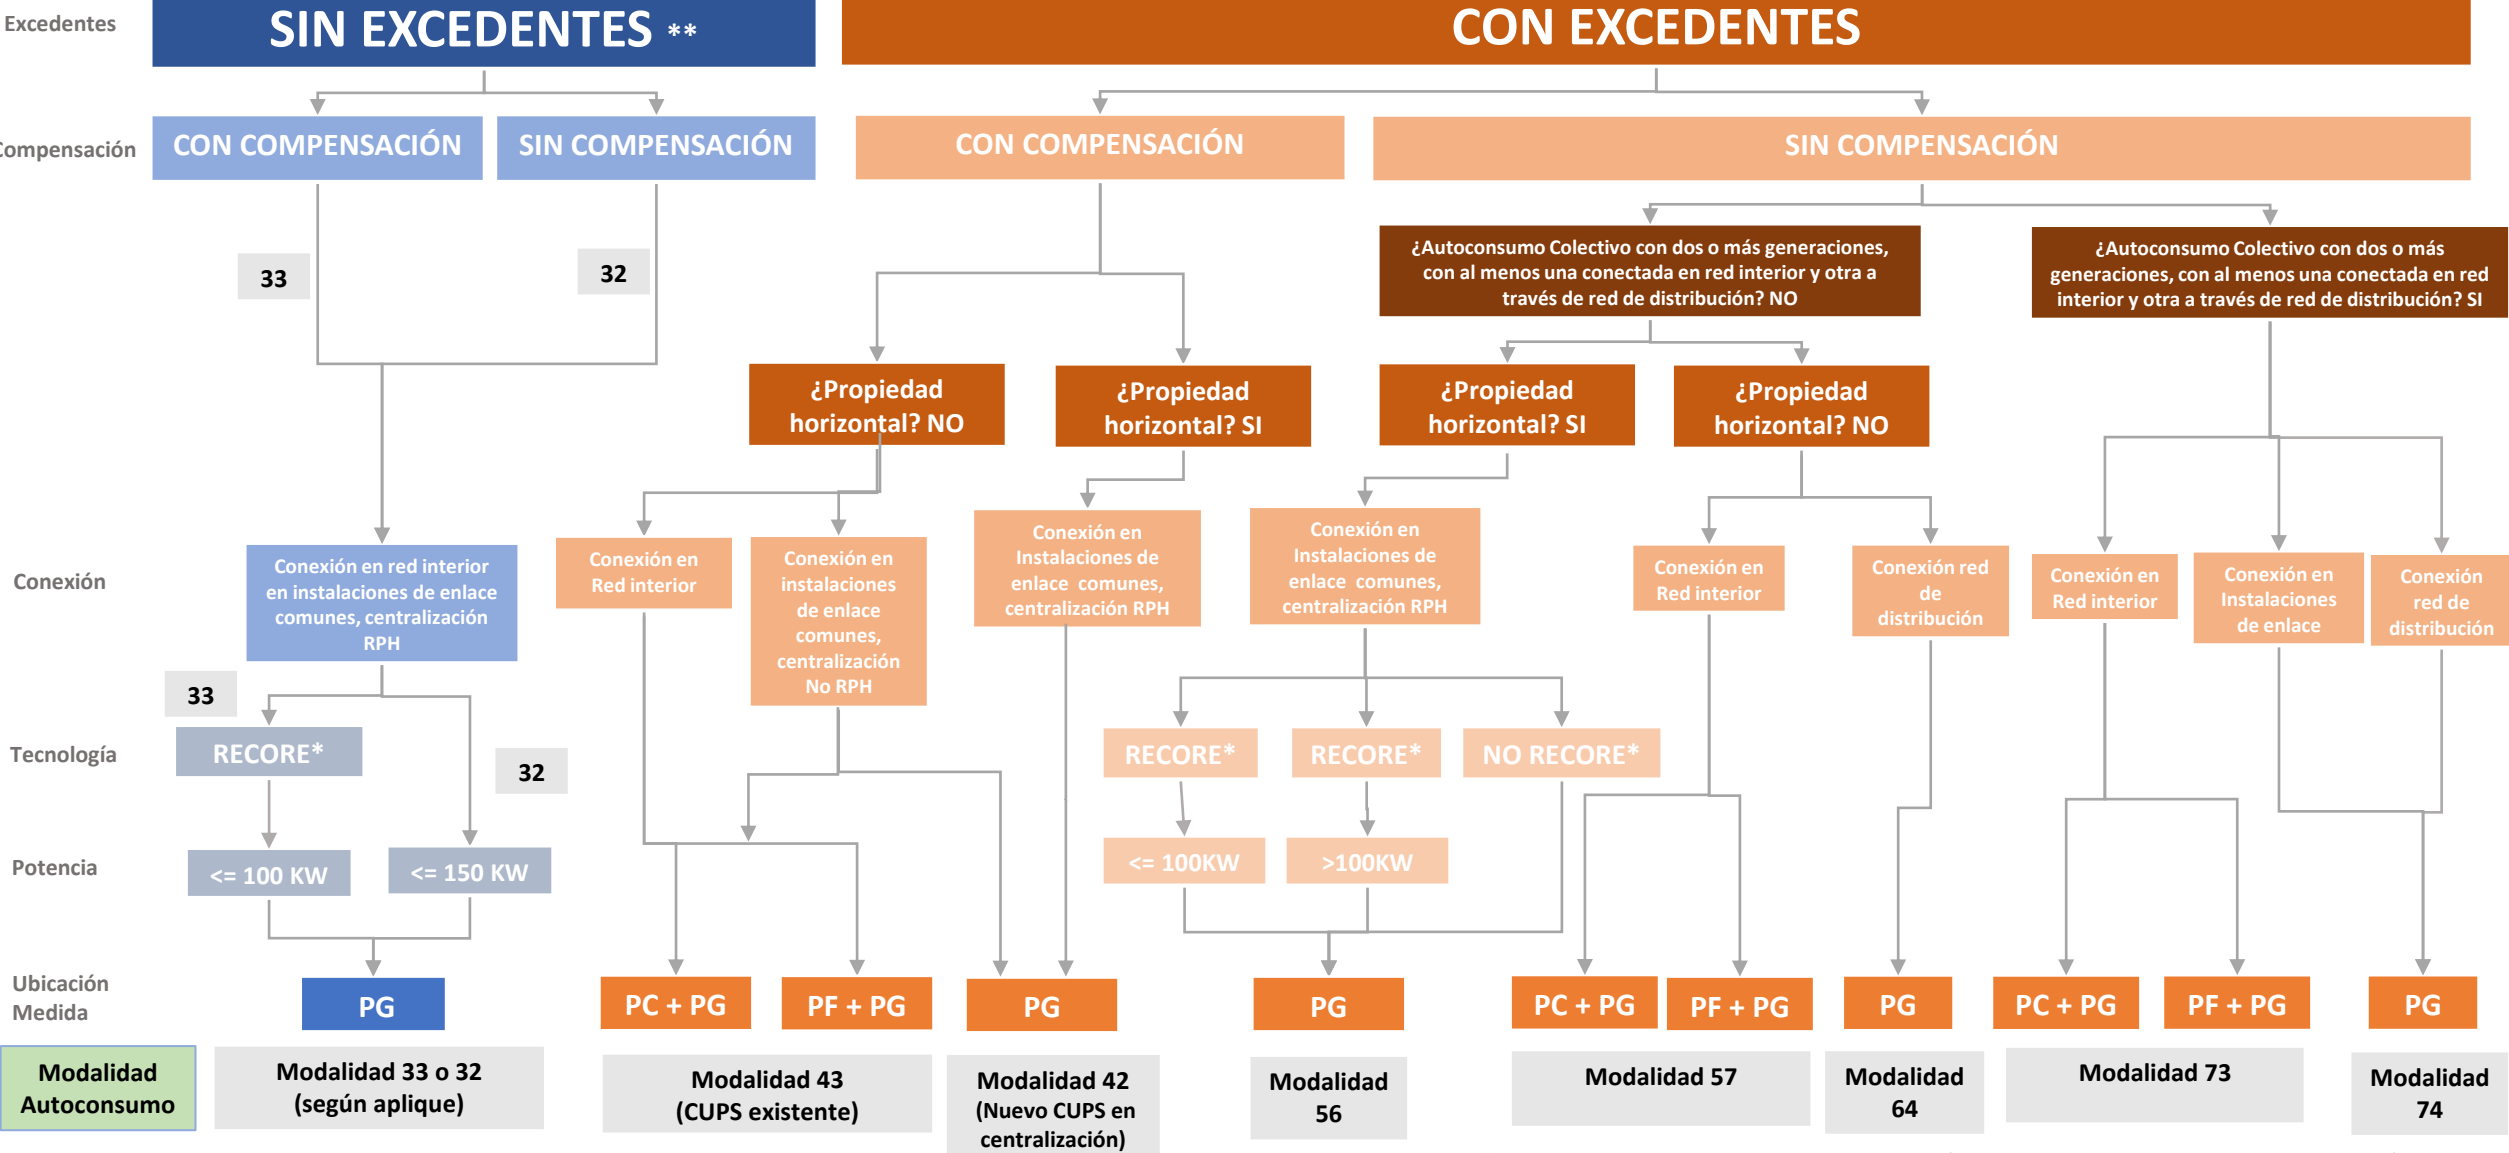 Excedentes
SIN EXCEDENTES **
CON EXCEDENTES
Compensación
CON COMPENSACIÓN
SIN COMPENSACIÓN
CON COMPENSACIÓN
SIN COMPENSACIÓN
33
32
¿Autoconsumo Colectivo con dos o más generaciones,
con al menos una conectada en red interior y otra a
través de red de distribución? NO
¿Autoconsumo Colectivo con dos o más
generaciones, con al menos una conectada en red
interior y otra a través de red de distribución? SI
¿Propiedad
horizontal? NO
¿Propiedad
horizontal? SI
¿Propiedad
horizontal? SI
¿Propiedad
horizontal? NO
Conexión
Conexión en red interior
en instalaciones de enlace
comunes, centralización
RPH
Conexión en
Red interior
Conexión en
instalaciones
de enlace
comunes,
centralización
No RPH
Conexión en
Instalaciones de
enlace comunes,
centralización RPH
Conexión en
Instalaciones de
enlace comunes,
centralización RPH
Conexión en
Red interior
Conexión red
de
distribución
Conexión en
Red interior
Conexión en
Instalaciones
de enlace
Conexión
red de
distribución
33
Tecnología
RECORE*
32
RECORE*
RECORE*
NO RECORE*
Potencia
<= 100 KW
<= 150 KW
<= 100KW
>100KW
Ubicación
Medida
PG
PC + PG
PF + PG
PG
PG
PC + PG
PF + PG
PG
PC + PG
PF + PG
PG
Modalidad
Autoconsumo
Modalidad 33 o 32
(según aplique)
Modalidad 43
(CUPS existente)
Modalidad 42
(Nuevo CUPS en
centralización)
Modalidad
56
Modalidad 57
Modalidad
64
Modalidad 73
Modalidad
74